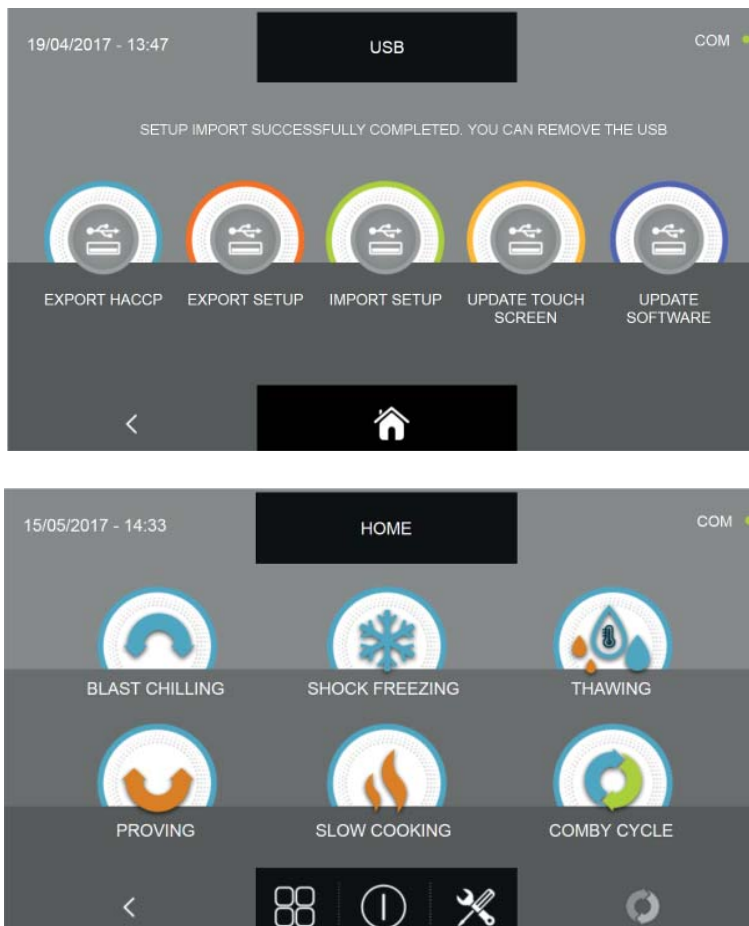 19/04/2017 - 13:47
USB
COM
SETUP IMPORT SUCCESSFULLY COMPLETED. YOU CAN REMOVE THE USB
EXPORT HACCP
EXPORT SETUP
IMPORT SETUP
UPDATE TOUCH
SCREEN
UPDATE
SOFTWARE
15/05/2017 - 14:33
HOME
COM
BLAST CHILLING
SHOCK FREEZING
THAWING
PROVING
SLOW COOKING
COMBY CYCLE